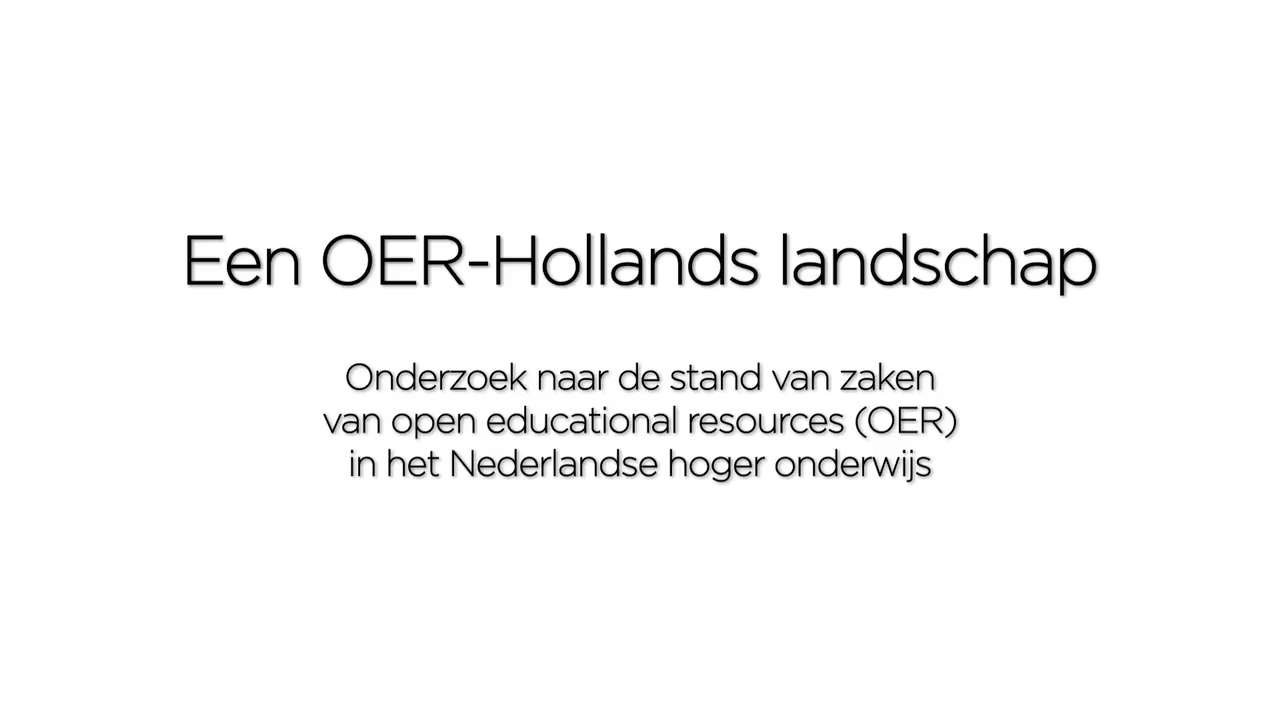 Een OER-Hollands landschap
Onderzoek naar de stand van zaken
van open educational resources (OER)
in het Nederlandse hoger onderwijs